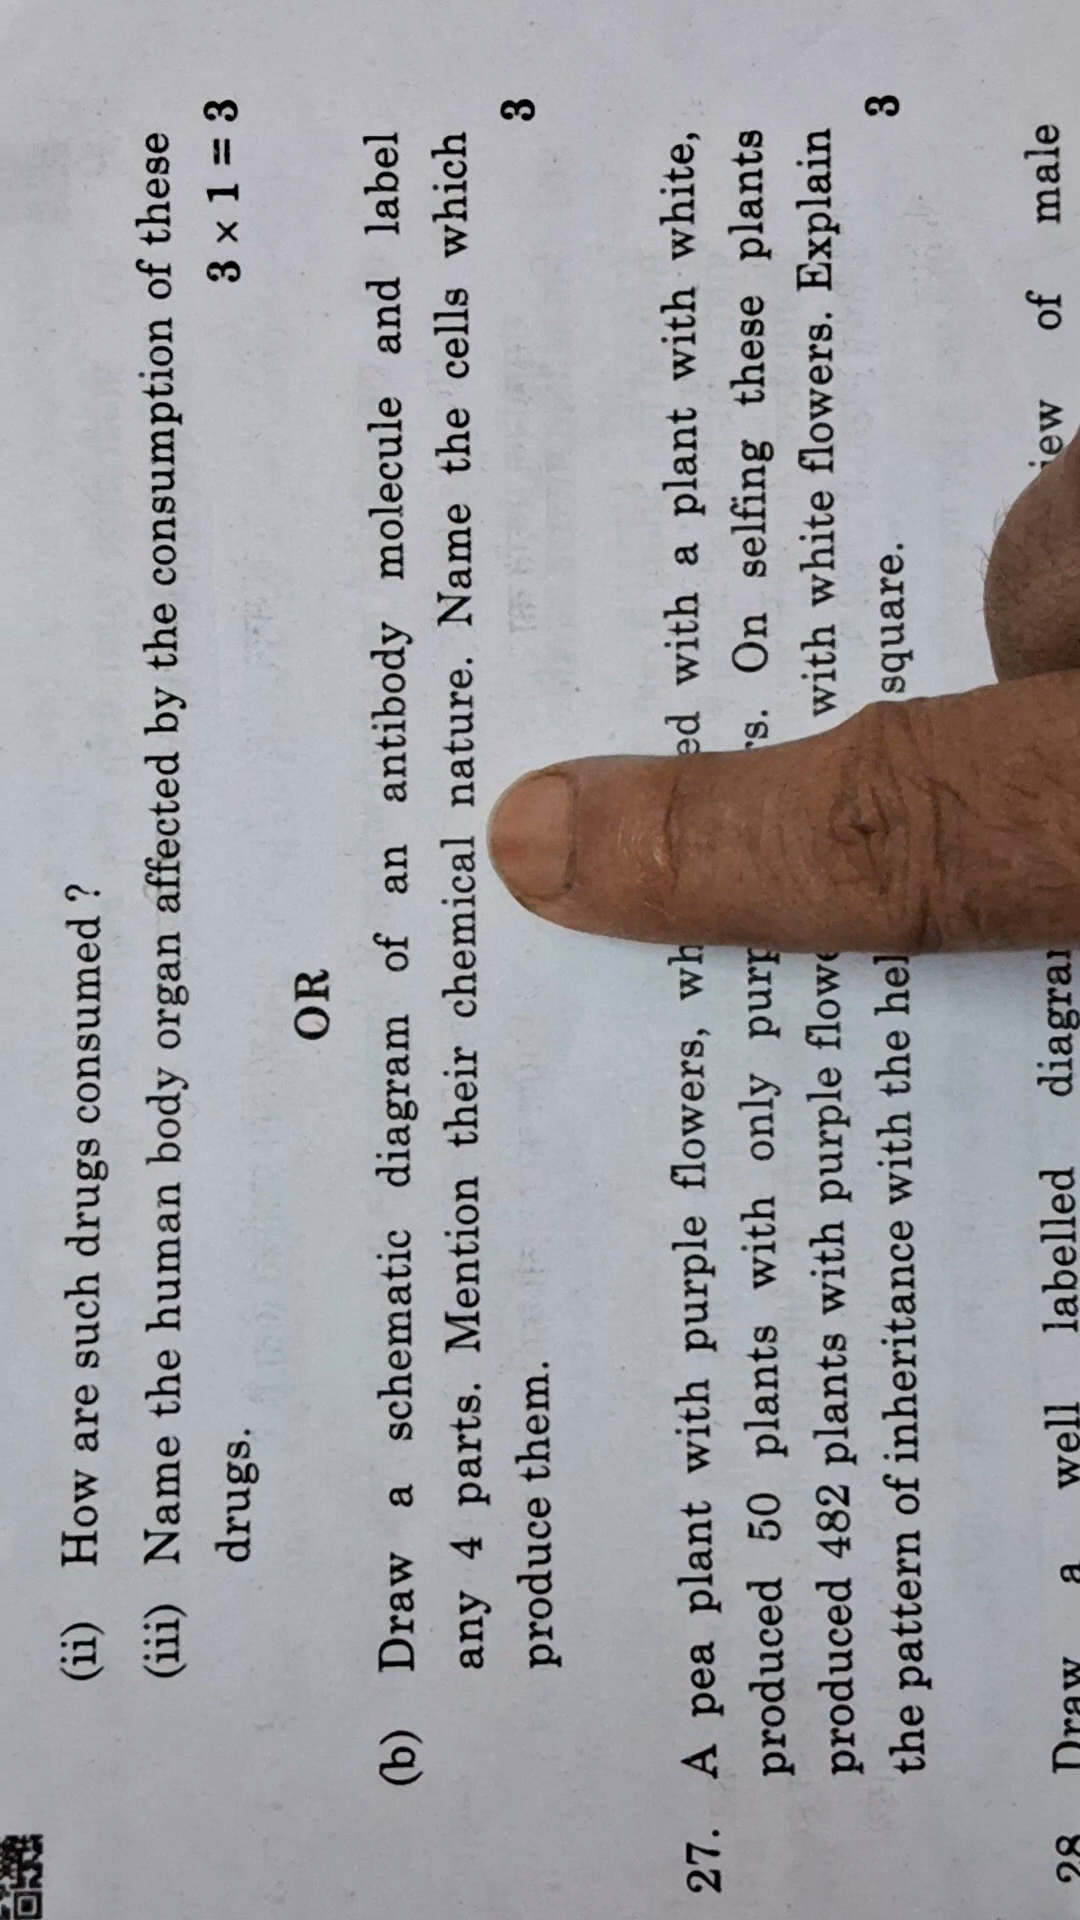 (ii) How are such drugs consumed ?
(iii) Name the human body organ affected by the consumption of these
drugs. 3 × 1 = 3
OR
(b) Draw a schematic diagram of an antibody molecule and label
any 4 parts. Mention their chemical nature. Name the cells which
produce them. 3
27. A pea plant with purple flowers, with a plant with white,
produced 50 plants with only On selfing these plants
produced 482 plants with purple with white flowers. Explain
the pattern of inheritance with the square. 3
28 Draw a well labelled of male